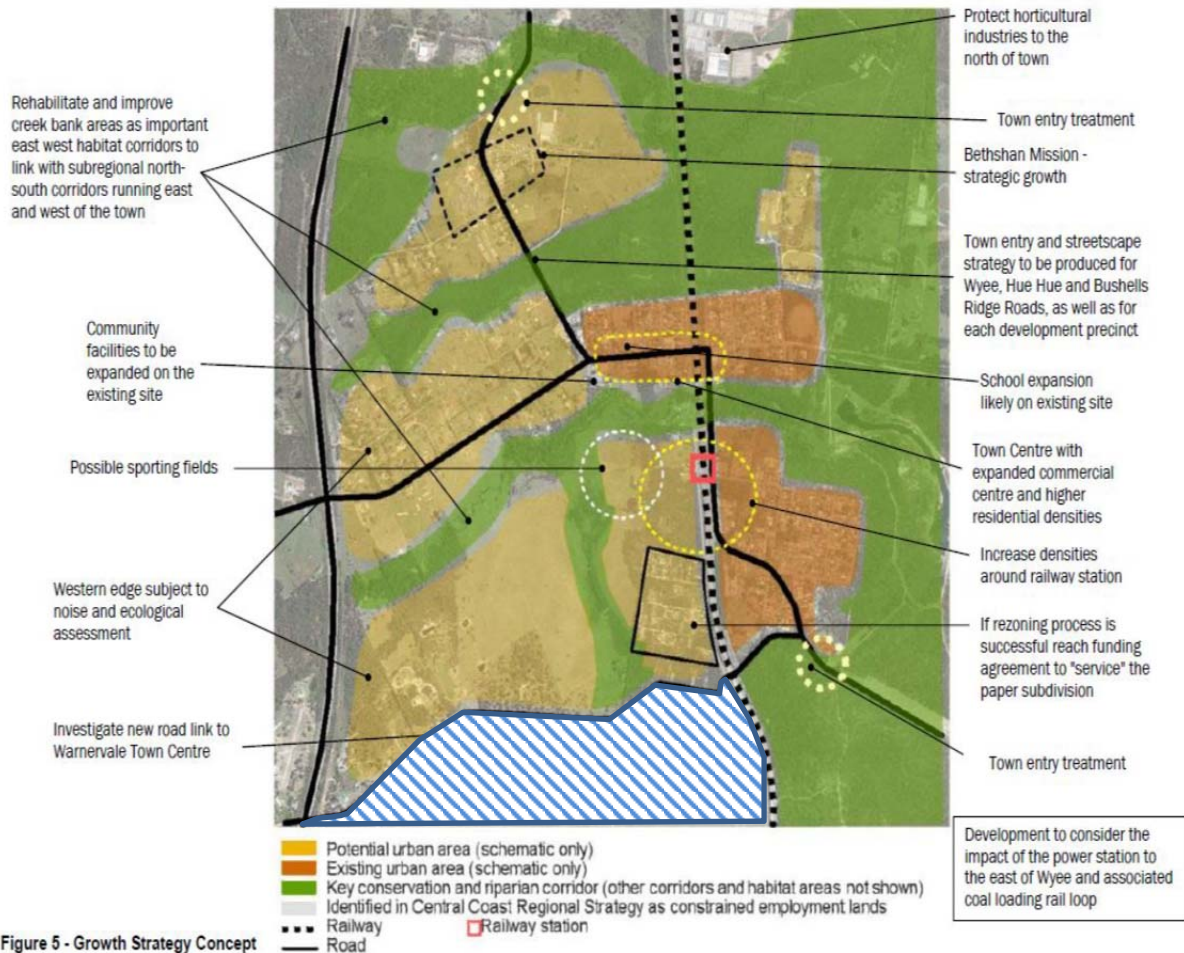 Protect horticultural
industries to the
north of town
Rehabilitate and improve
creek bank areas as important
east west habitat corridors to
link with subregional north-
south corridors running east
and west of the town
Town entry treatment
Bethshan Mission -
strategic growth
Town entry and streetscape
strategy to be produced for
Wyee, Hue Hue and Bushells
Ridge Roads, as well as for
each development precinct
Community
facilities to be
expanded on the
existing site
School expansion
likely on existing site
Possible sporting fields
Town Centre with
expanded commercial
centre and higher
residential densities
Increase densities
around railway station
Western edge subject to
noise and ecological
assessment
If rezoning process is
successful reach funding
agreement to "service" the
paper subdivision
Investigate new road link to
Warnervale Town Centre
Town entry treatment
Development to consider the
impact of the power station to
the east of Wyee and associated
coal loading rail loop
Potential urban area (schematic only)
Existing urban area (schematic only)
Key conservation and riparian corridor (other corridors and habitat areas not shown)
Identified in Central Coast Regional Strategy as constrained employment lands
Railway
Railway station
Road
Figure 5 - Growth Strategy Concept